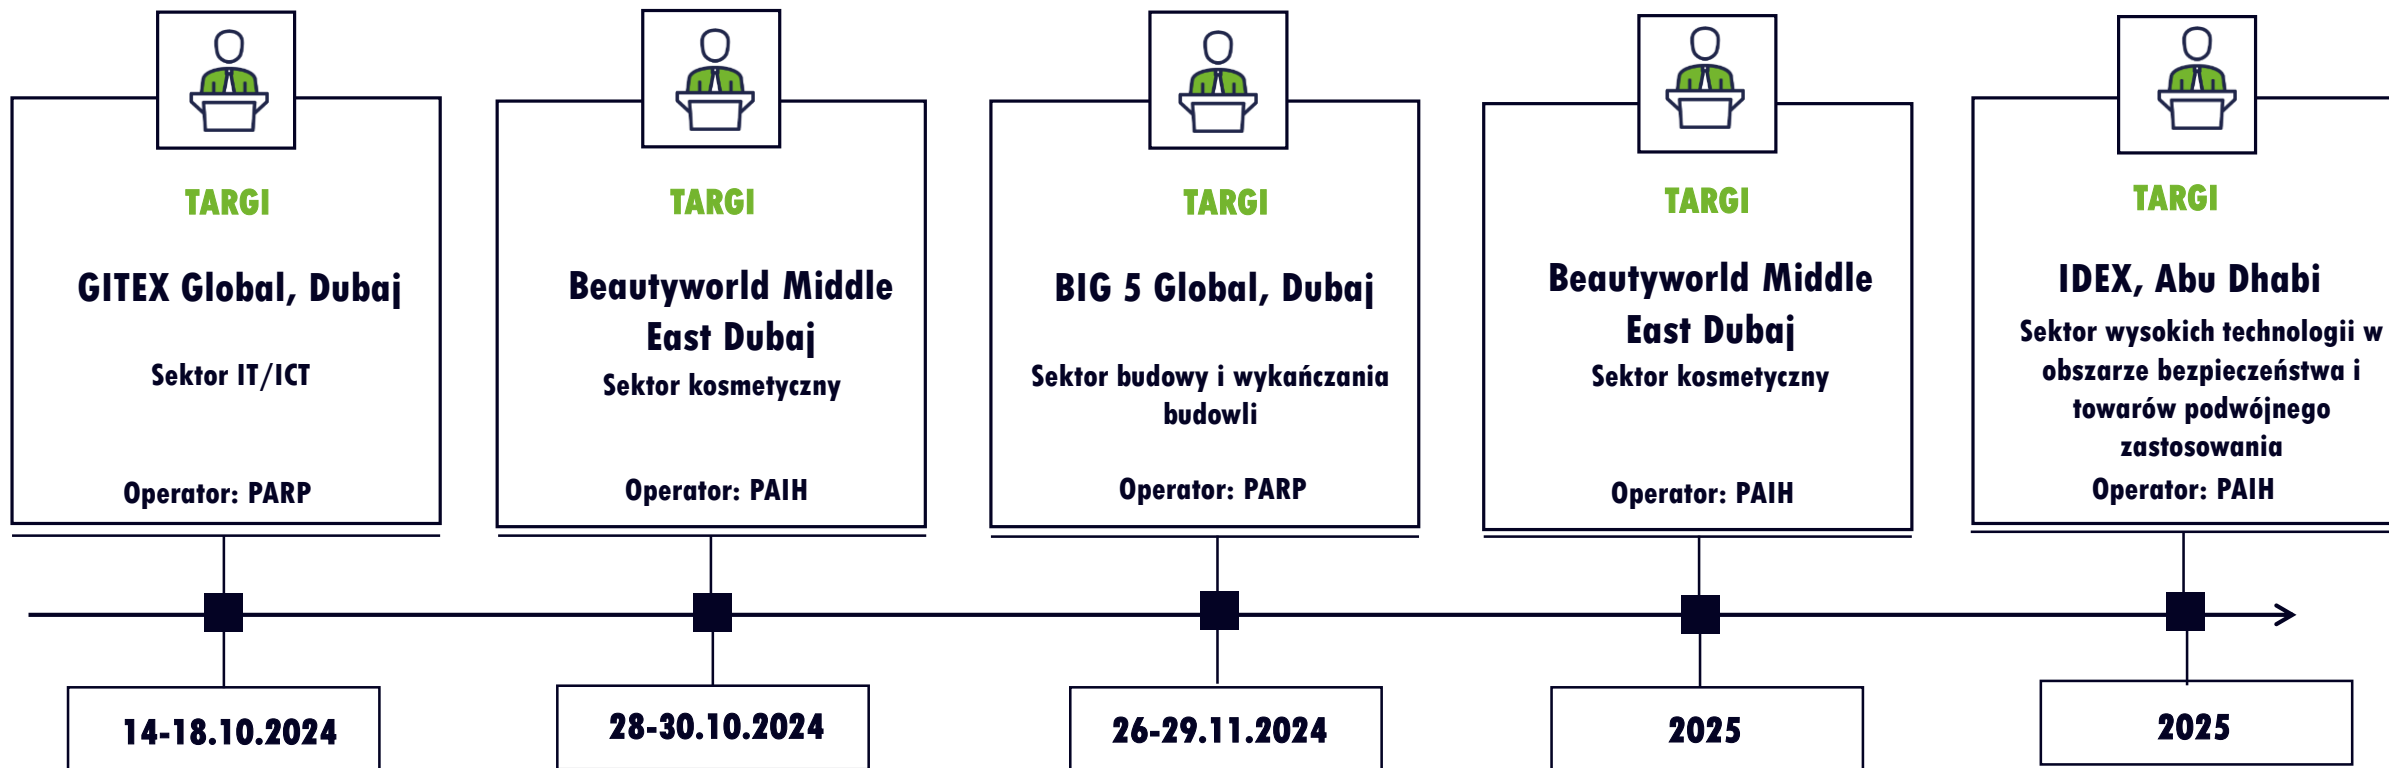 TARGI
GITEX Global, Dubaj
Sektor IT/ICT
Operator: PARP
14-18.10.2024
TARGI
Beautyworld Middle
East Dubaj
Sektor kosmetyczny
Operator: PAIH
28-30.10.2024
TARGI
BIG 5 Global, Dubaj
Sektor budowy i wykańczania
budowli
Operator: PARP
26-29.11.2024
TARGI
Beautyworld Middle
East Dubaj
Sektor kosmetyczny
Operator: PAIH
2025
TARGI
IDEX, Abu Dhabi
Sektor wysokich technologii w
obszarze bezpieczeństwa i
towarów podwójnego
zastosowania
Operator: PAIH
2025